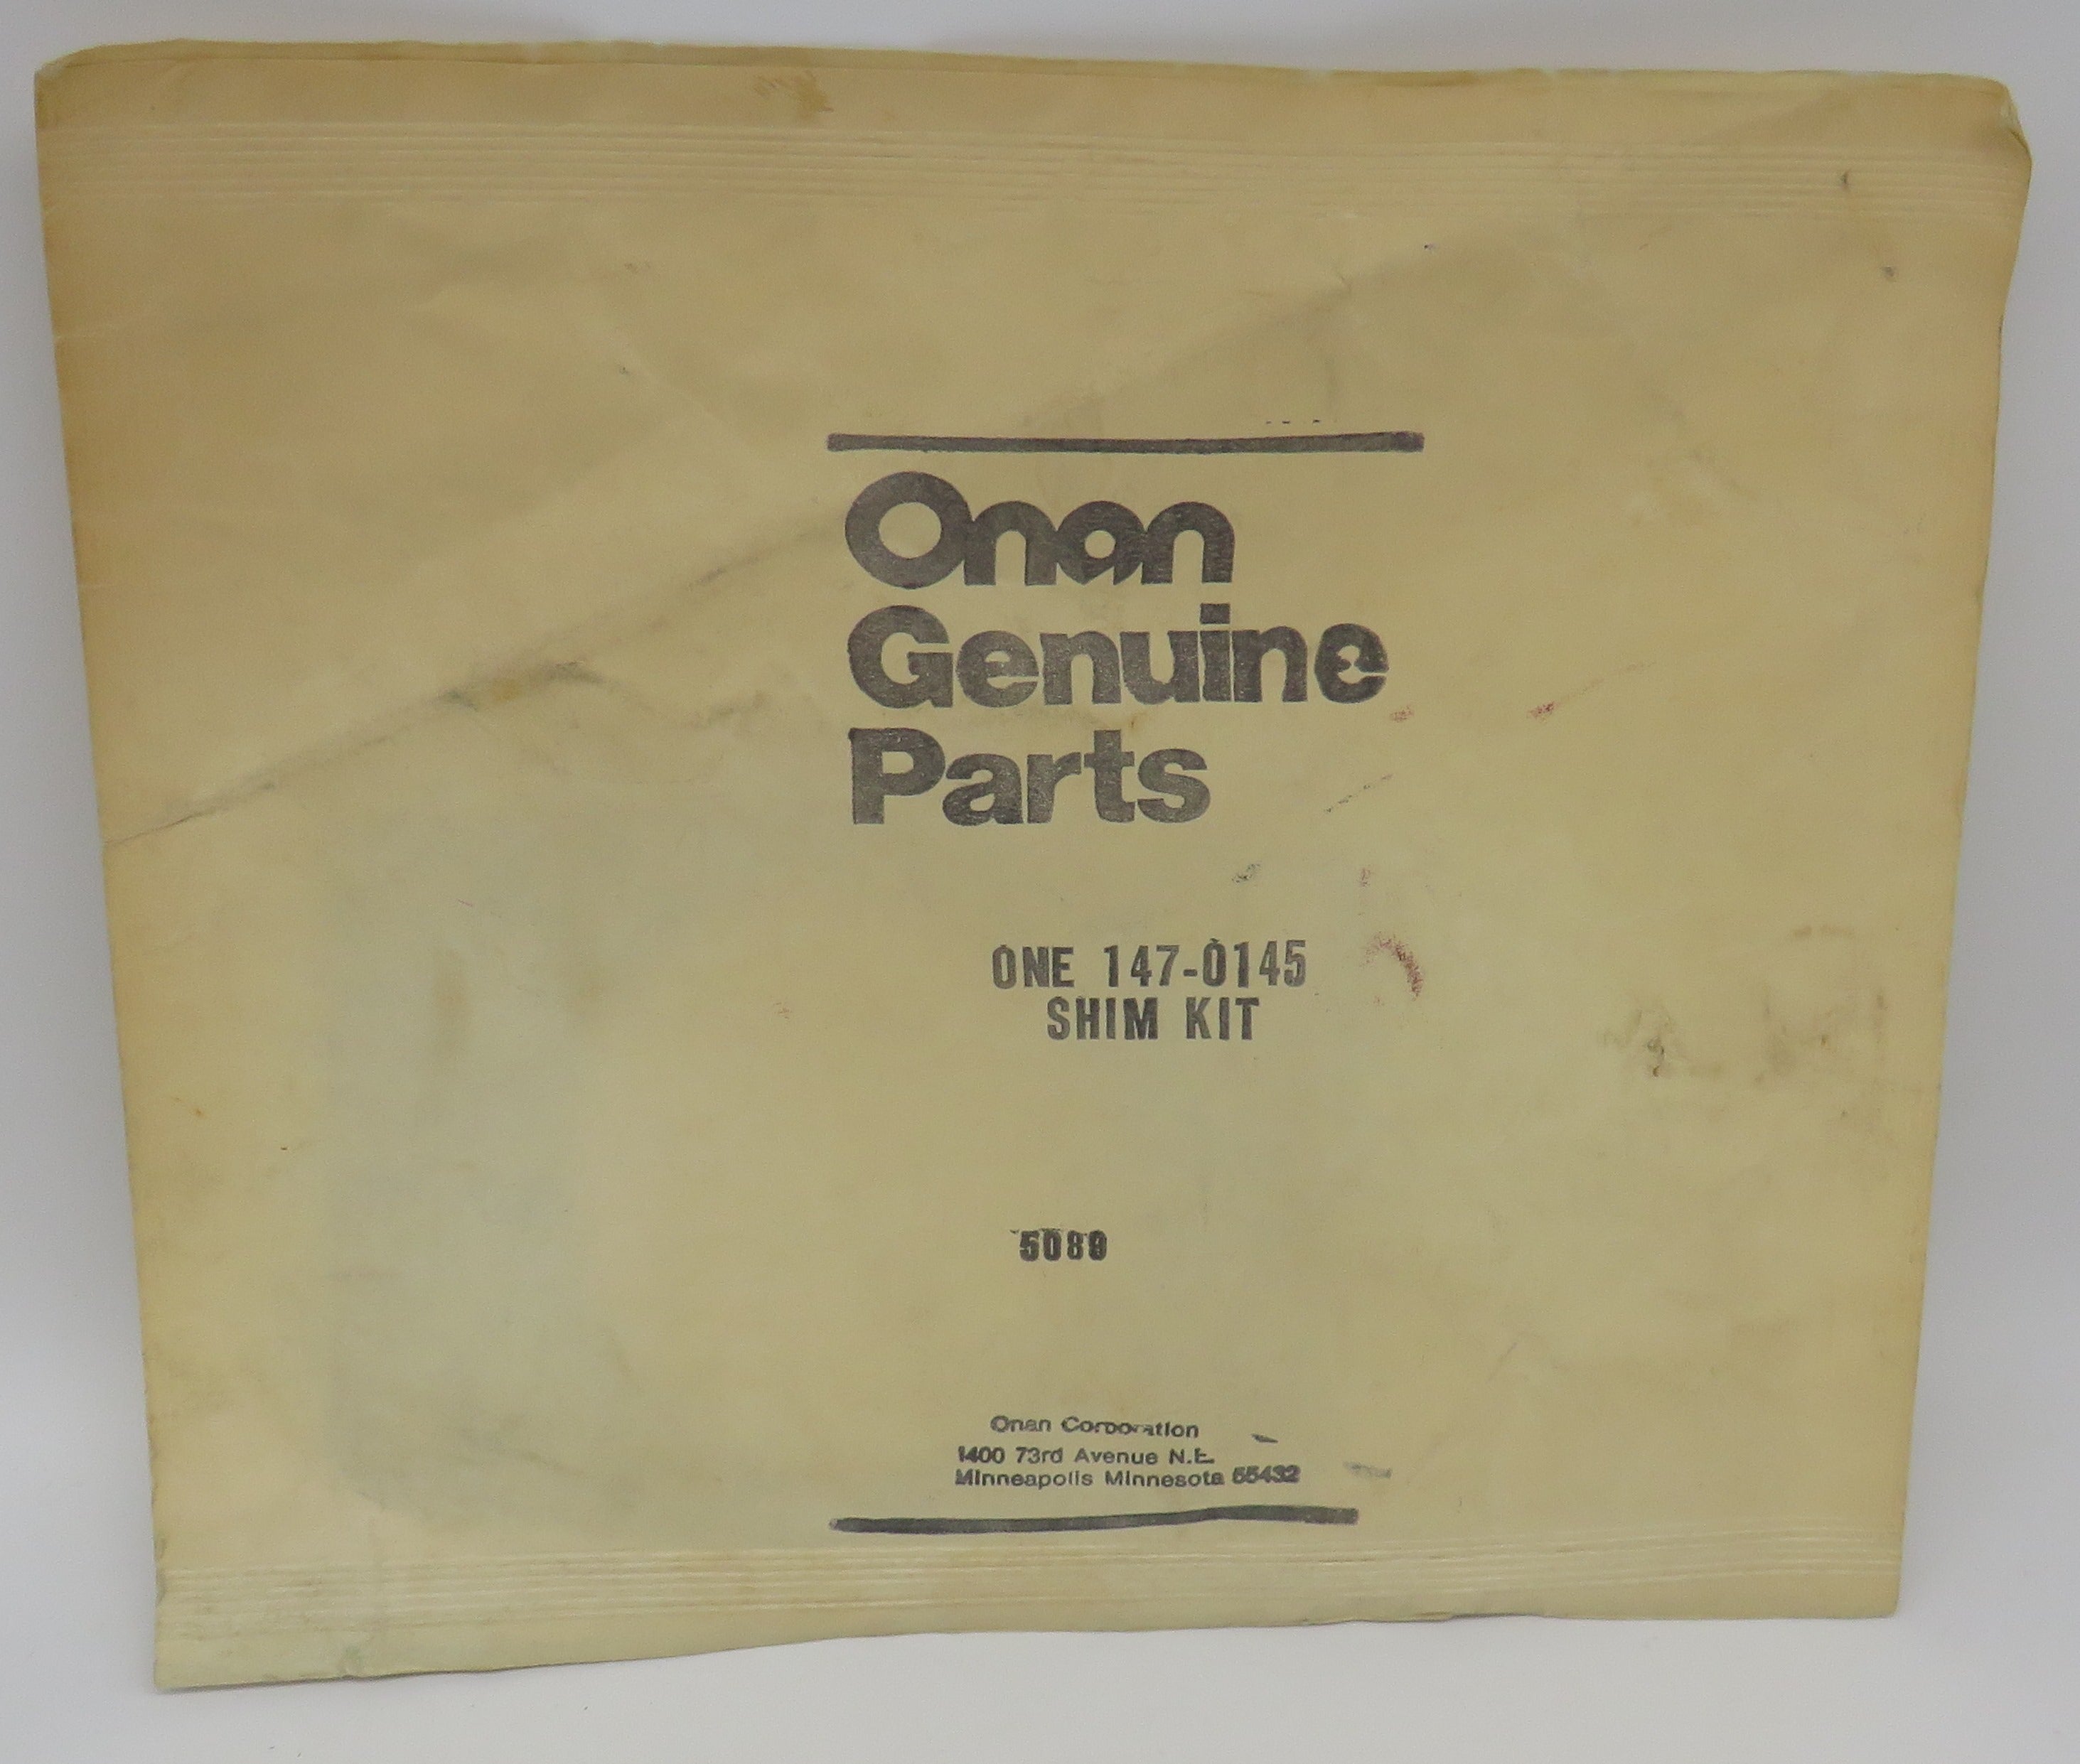 Onan
Genuine
Parts
ONE 147-0145
SHIM KIT
5089
Onan Corporation
1400 73rd Avenue N.E.
Minneapolis Minnesota 55432